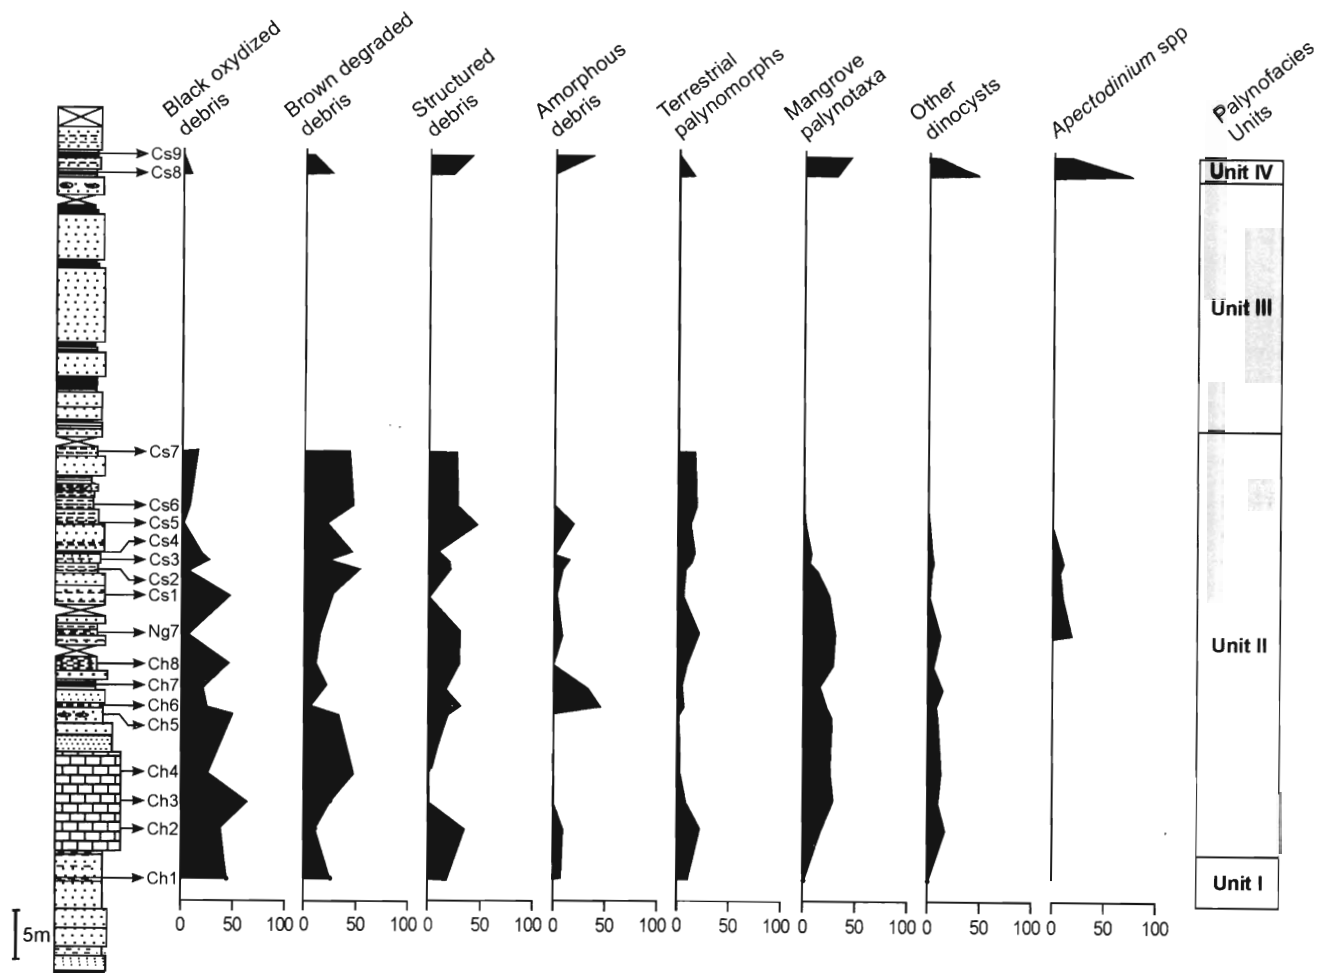 Black oxydized
debris
Brown degraded
debris
Structured
debris
Amorphous
debris
Terrestrial
palynomorphs
Mangrove
palynotaxa
Other
dinocysts
Apectodinium spp
Palynofacies
Units
Cs9
Cs8
Cs7
Cs6
Cs5
Cs4
Cs3
Cs2
Cs1
Ng7
Ch8
Ch7
Ch6
Ch5
Ch4
Ch3
Ch2
Ch1
Unit IV
Unit III
Unit II
Unit I
0 50 100
0 50 100
0 50 100
0 50 100
0 50 100
0 50 100
0 50 100
0 50 100
5m